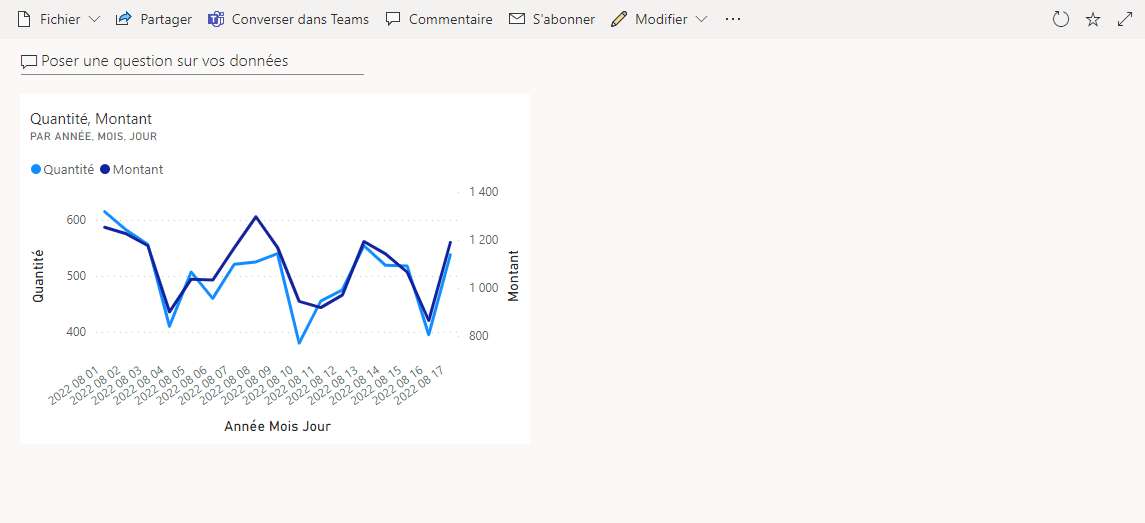 Fichier Partager Converser dans Teams Commentaire S'abonner Modifier ...
Poser une question sur vos données
Quantité, Montant
PAR ANNÉE, MOIS, JOUR
Quantité Montant
1 400
600
1 200
500
1 000
400
800
Quantité
Montant
2022 08 01
2022 08 02
2022 08 03
2022 08 04
2022 08 05
2022 08 06
2022 08 07
2022 08 08
2022 08 09
2022 08 10
2022 08 11
2022 08 12
2022 08 13
2022 08 14
2022 08 15
2022 08 16
2022 08 17
Année Mois Jour